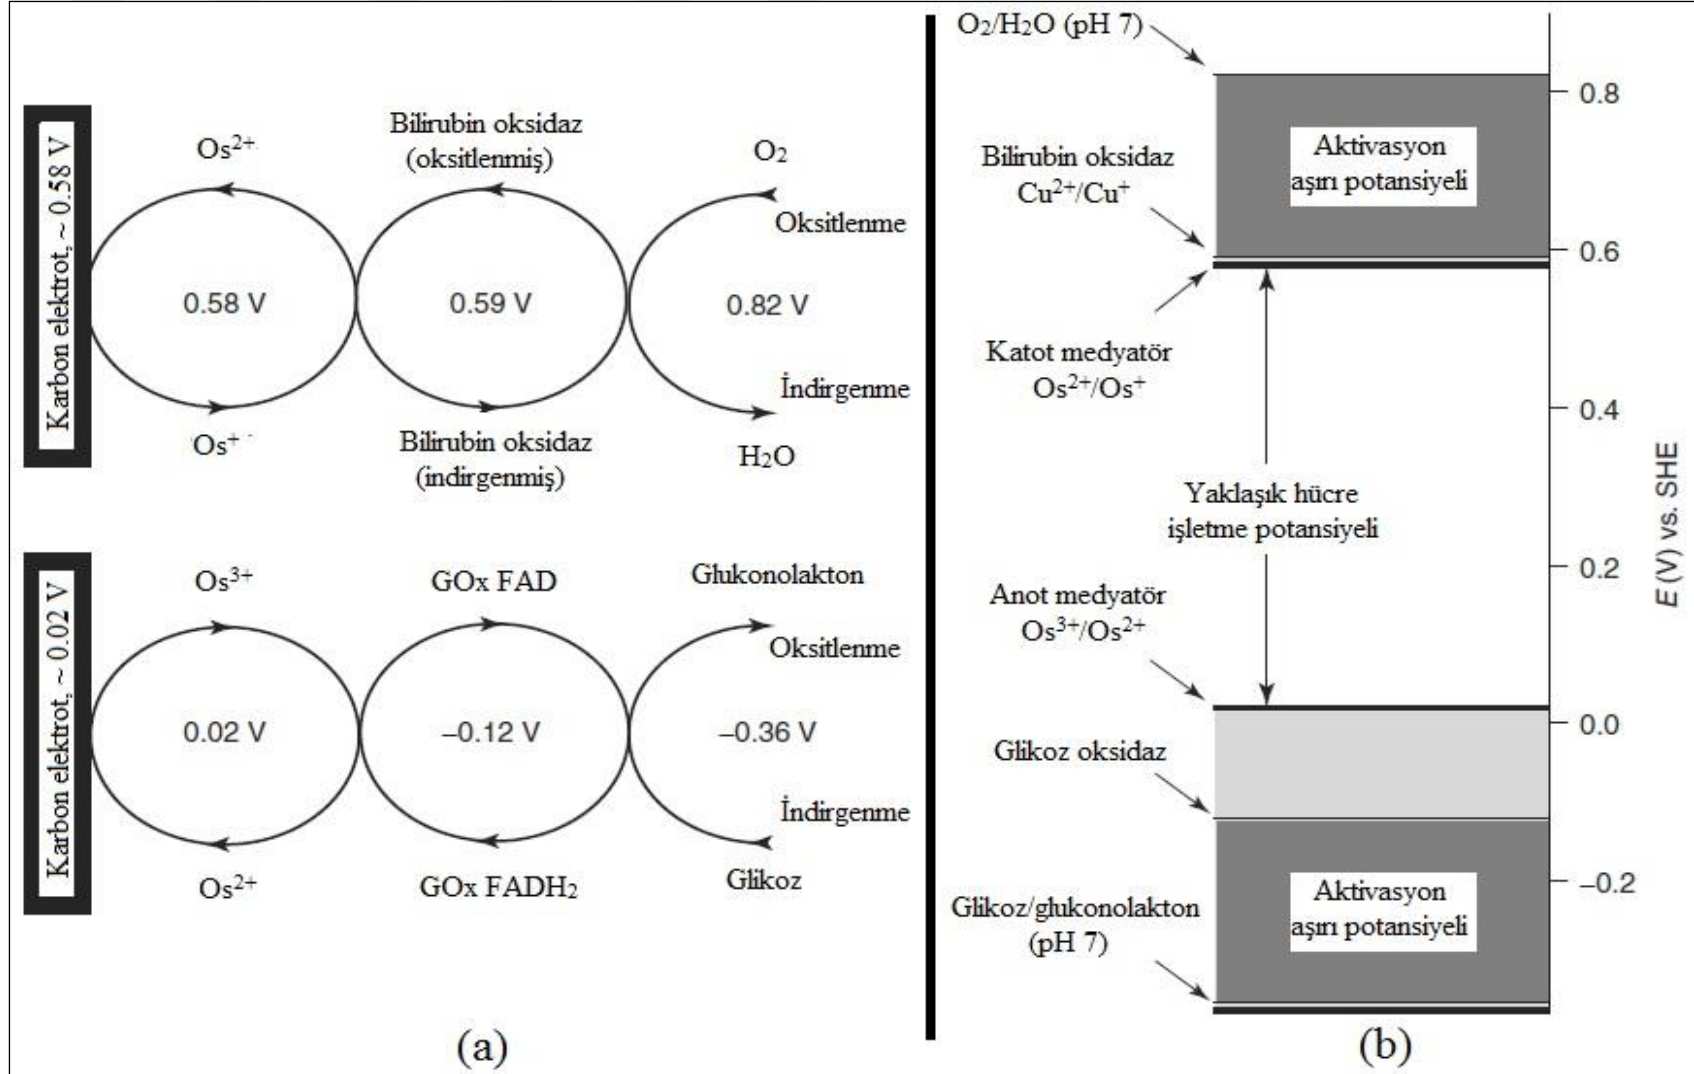 Karbon elektrot, ~ 0.58 V
Os2+
Bilirubin oksidaz
(oksitlenmiş)
O2
Oksitlenme
0.58 V
0.59 V
0.82 V
İndirgenme
Os+
Bilirubin oksidaz
(indirgenmiş)
H2O
Karbon elektrot, ~ 0.02 V
Os3+
GOx FAD
Glukonolakton
Oksitlenme
0.02 V
−0.12 V
−0.36 V
İndirgenme
Os2+
GOx FADH2
Glikoz
(a)
O2/H2O (pH 7)
Aktivasyon
aşırı potansiyeli
Bilirubin oksidaz
Cu2+/Cu+
Katot medyatör
Os2+/Os+
Yaklaşık hücre
işletme potansiyeli
Anot medyatör
Os3+/Os2+
Glikoz oksidaz
Aktivasyon
aşırı potansiyeli
Glikoz/glukonolakton
(pH 7)
0.8
0.6
0.4
0.2
0.0
−0.2
E (V) vs. SHE
(b)